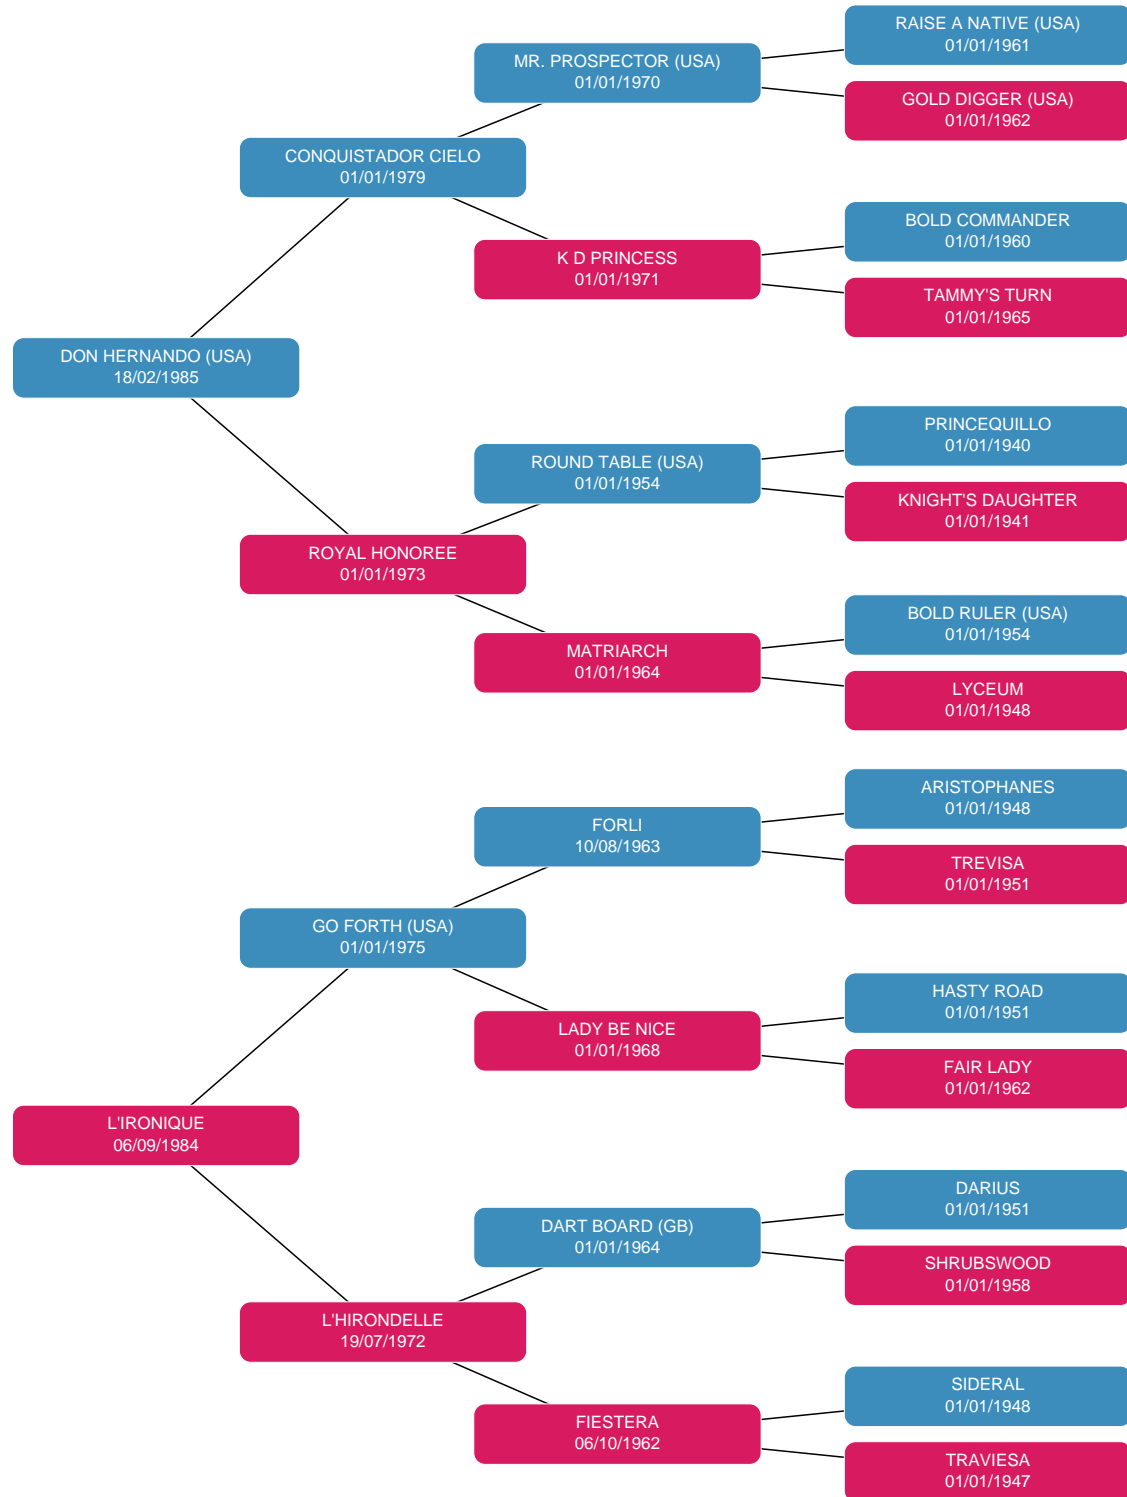 RAISE A NATIVE (USA)
01/01/1961
MR. PROSPECTOR (USA)
01/01/1970
GOLD DIGGER (USA)
01/01/1962
CONQUISTADOR CIELO
01/01/1979
BOLD COMMANDER
01/01/1960
K D PRINCESS
01/01/1971
TAMMY'S TURN
01/01/1965
DON HERNANDO (USA)
18/02/1985
PRINCEQUILLO
01/01/1940
ROUND TABLE (USA)
01/01/1954
KNIGHT'S DAUGHTER
01/01/1941
ROYAL HONOREE
01/01/1973
BOLD RULER (USA)
01/01/1954
MATRIARCH
01/01/1964
LYCEUM
01/01/1948
ARISTOPHANES
01/01/1948
FORLI
10/08/1963
TREVISA
01/01/1951
GO FORTH (USA)
01/01/1975
HASTY ROAD
01/01/1951
LADY BE NICE
01/01/1968
FAIR LADY
01/01/1962
L'IRONIQUE
06/09/1984
DARIUS
01/01/1951
DART BOARD (GB)
01/01/1964
SHRUBSWOOD
01/01/1958
L'HIRONDELLE
19/07/1972
SIDERAL
01/01/1948
FIESTERA
06/10/1962
TRAVIESA
01/01/1947